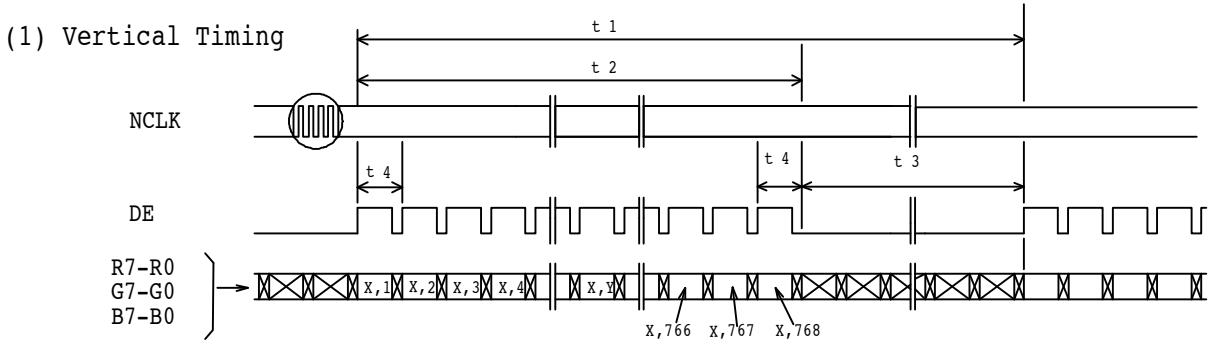 (1) Vertical Timing
t 1
t 2
NCLK
t 4
t 4
t 3
DE
R7-R0
G7-G0
B7-B0
X,1 X,2 X,3 X,4 X,Y
X,766 X,767 X,768